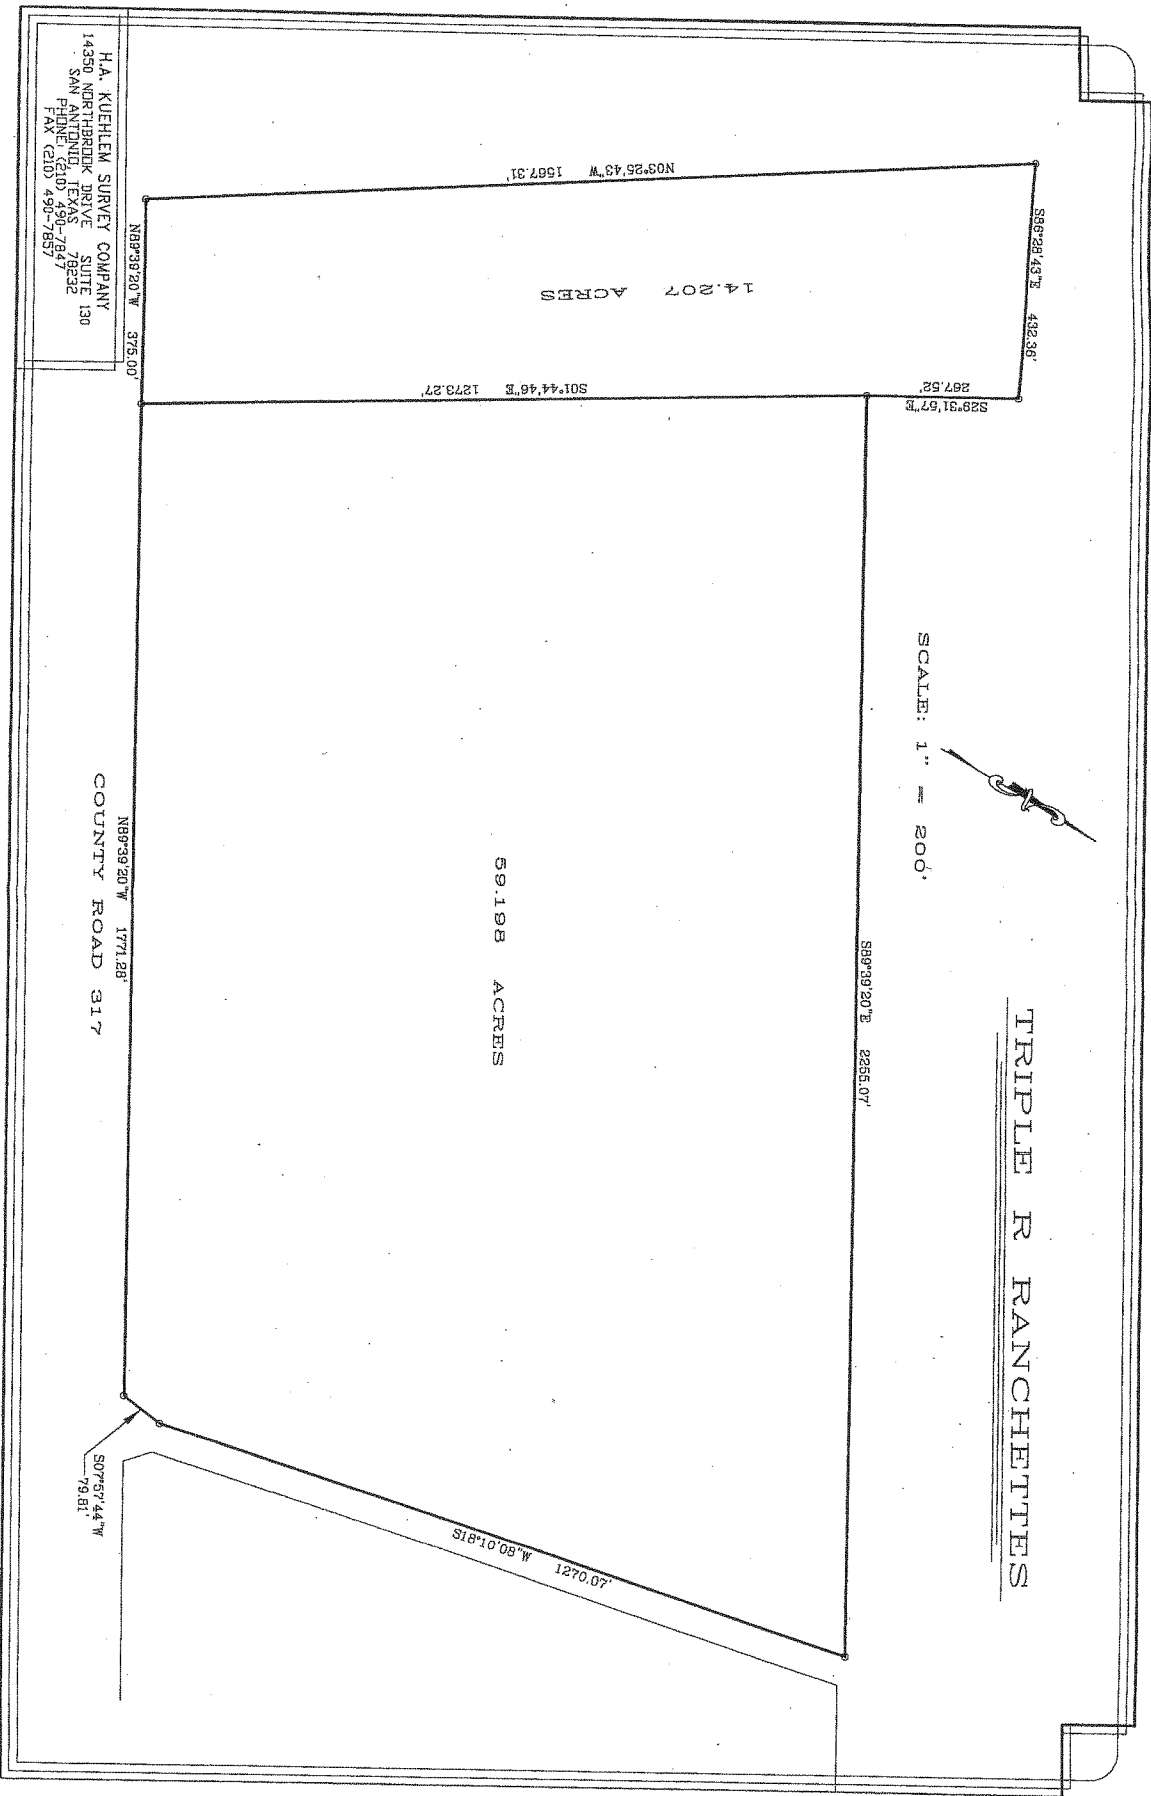 TRIPLE R RANCHETTES
SCALE: 1" = 200'
S86°28'43"E 432.36'
S29°31'57"E
267.52'
N03°25'43"W 1567.31'
14.207 ACRES
S01°44'46"E 1273.27'
S89°39'20"E 2255.07'
59.198 ACRES
S18°10'08"W 1270.07'
S07°57'44"W
79.81'
N89°39'20"W 375.00'
N89°39'20"W 1771.28'
COUNTY ROAD 317
H.A. KUEHLEM SURVEY COMPANY
14350 NORTHBROOK DRIVE SUITE 130
SAN ANTONIO, TEXAS 78232
PHONE: (210) 490-7847
FAX (210) 490-7857